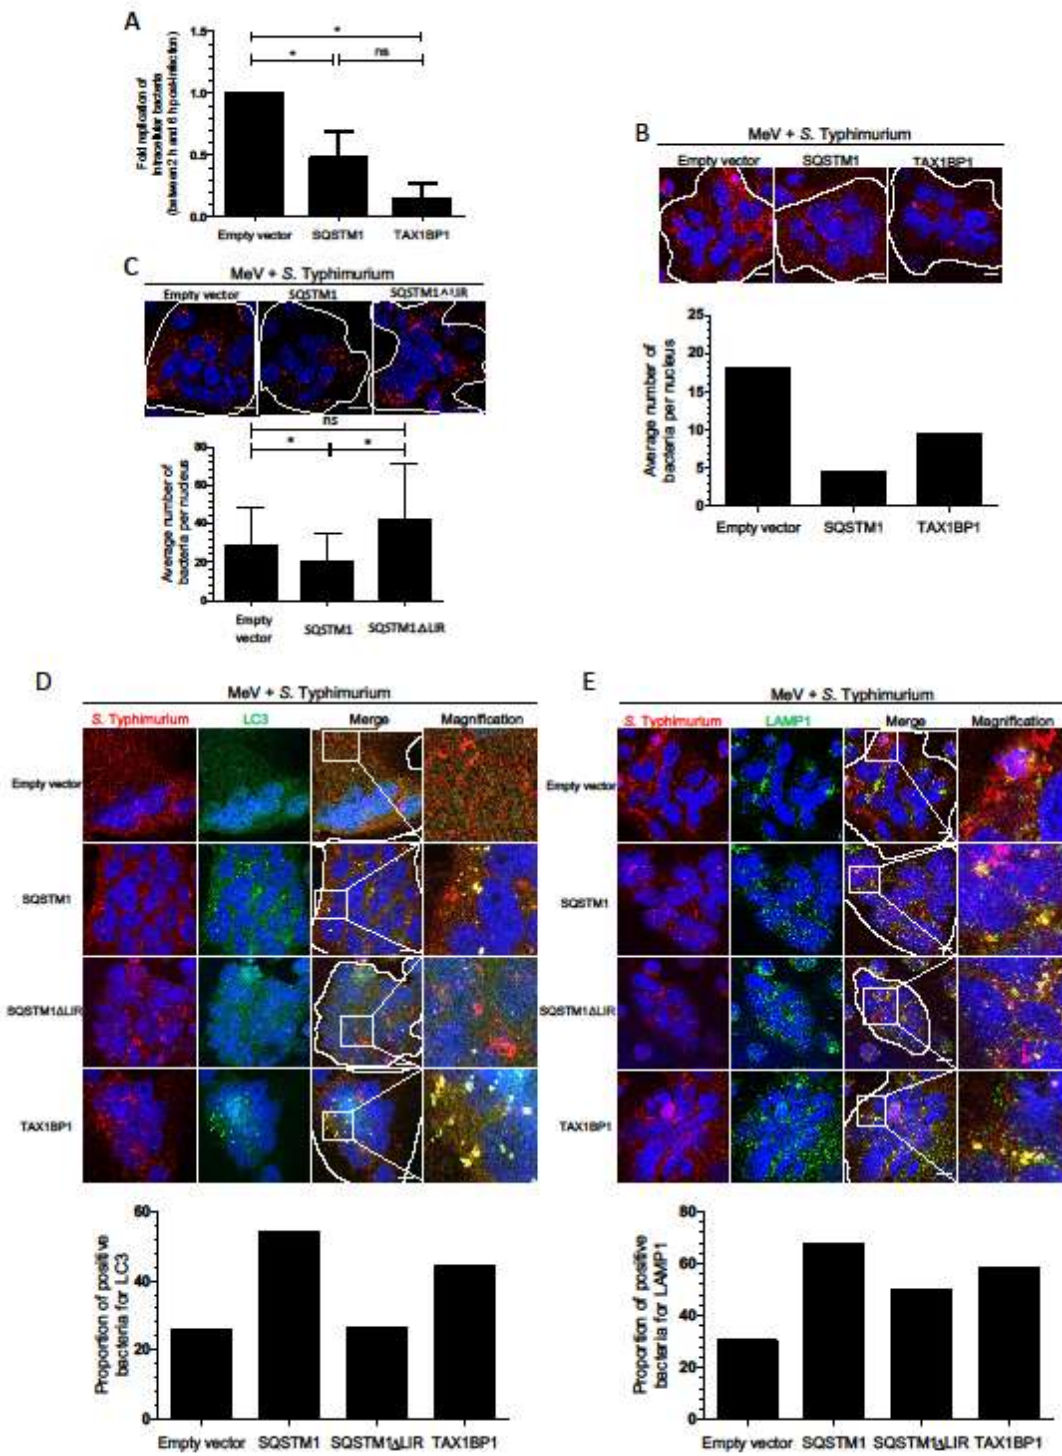 A
1.5
1.0
0.5
0.0
Fold replication of
intracellular bacteria
(between 2 h and 6 h post-infection)
*
*
ns
Empty vector SQSTM1 TAX1BP1
B
MeV + S. Typhimurium
Empty vector SQSTM1 TAX1BP1
25
20
15
10
5
0
Average number of
bacteria per nucleus
Empty vector SQSTM1 TAX1BP1
C
MeV + S. Typhimurium
Empty vector SQSTM1 SQSTM1ΔLIR
ns
* *
80
60
40
20
0
Average number of
bacteria per nucleus
Empty
vector SQSTM1 SQSTM1ΔLIR
D
MeV + S. Typhimurium
S. Typhimurium LC3 Merge Magnification
Empty vector
SQSTM1
SQSTM1ΔLIR
TAX1BP1
60
40
20
0
Proportion of positive
bacteria for LC3
Empty vector SQSTM1 SQSTM1ΔLIR TAX1BP1
E
MeV + S. Typhimurium
S. Typhimurium LAMP1 Merge Magnification
Empty vector
SQSTM1
SQSTM1ΔLIR
TAX1BP1
80
60
40
20
0
Proportion of positive
bacteria for LAMP1
Empty vector SQSTM1 SQSTM1ΔLIR TAX1BP1